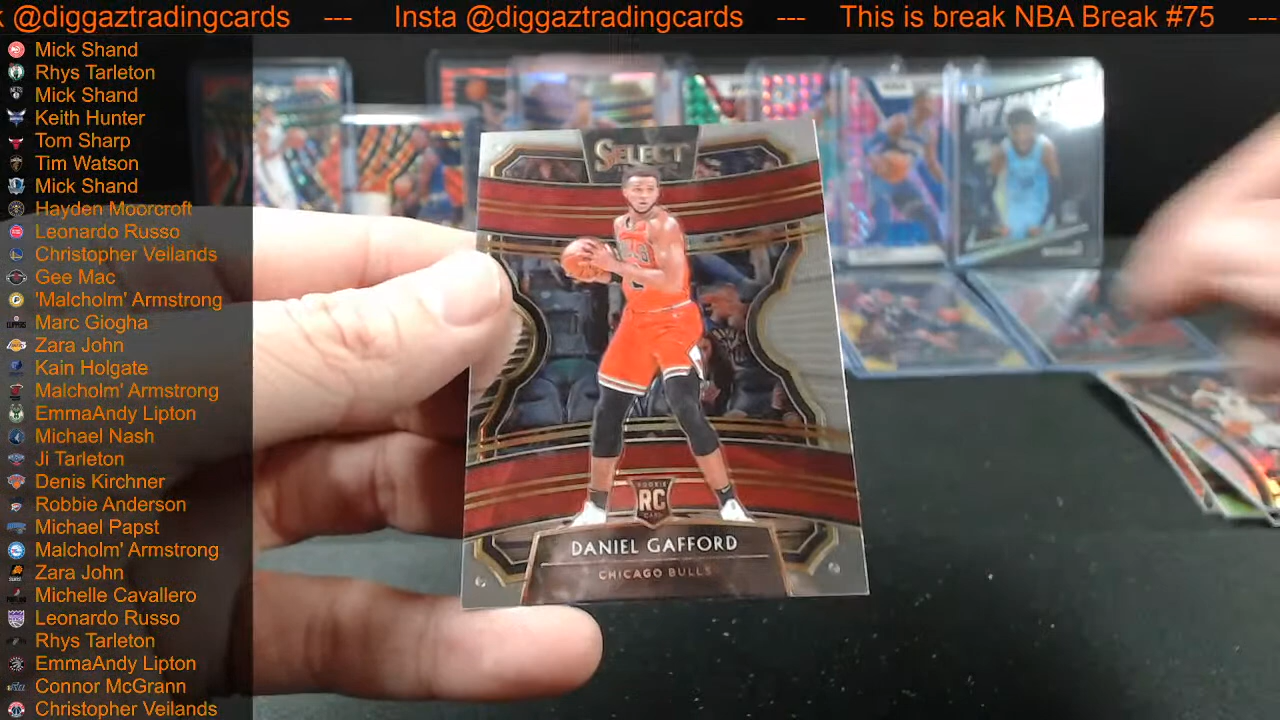 @diggaztradingcards --- Insta @diggaztradingcards --- This is break NBA Break #75 ---
Mick Shand
Rhys Tarleton
Mick Shand
Keith Hunter
Tom Sharp
Tim Watson
Mick Shand
Hayden Moorcroft
Leonardo Russo
Christopher Veilands
Gee Mac
'Malcholm' Armstrong
Marc Giogha
Zara John
Kain Holgate
Malcholm' Armstrong
EmmaAndy Lipton
Michael Nash
Ji Tarleton
Denis Kirchner
Robbie Anderson
Michael Papst
Malcholm' Armstrong
Zara John
Michelle Cavallero
Leonardo Russo
Rhys Tarleton
EmmaAndy Lipton
Connor McGrann
Christopher Veilands
SELECT
ROOKIE
RC
DANIEL GAFFORD
CHICAGO BULLS